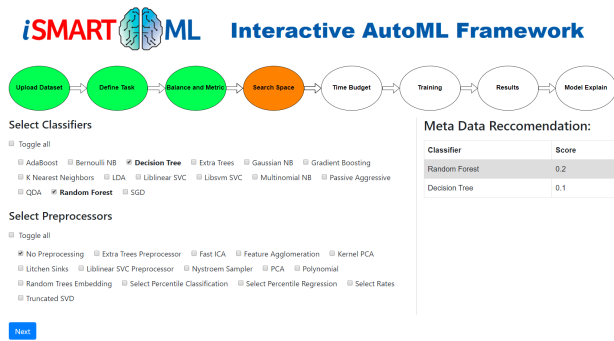 iSMART ML Interactive AutoML Framework
Upload Dataset Define Task Balance and Metric Search Space Time Budget Training Results Model Explain
Select Classifiers
Toggle all
AdaBoost Bernoulli NB Decision Tree Extra Trees Gaussian NB Gradient Boosting
K Nearest Neighbors LDA Liblinear SVC Libsvm SVC Multinomial NB Passive Aggressive
QDA Random Forest SGD
Select Preprocessors
Toggle all
No Preprocessing Extra Trees Preprocessor Fast ICA Feature Agglomeration Kernel PCA
Litchen Sinks Liblinear SVC Preprocessor Nystroem Sampler PCA Polynomial
Random Trees Embedding Select Percentile Classification Select Percentile Regression Select Rates
Truncated SVD
Next
Meta Data Reccomendation:
Classifier Score
Random Forest 0.2
Decision Tree 0.1